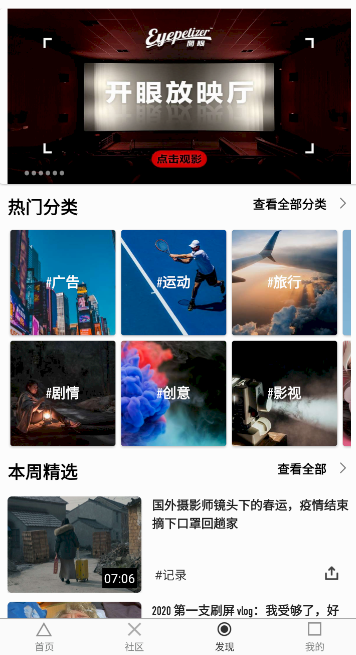 Eyepetizer
开眼
开眼放映厅
点击观影
热门分类
查看全部分类
#广告
#运动
#旅行
#剧情
#创意
#影视
本周精选
查看全部
国外摄影师镜头下的春运，疫情结束
摘下口罩回趟家
07:06
#记录
2020 第一支刷屏 vlog：我受够了，好
首页
社区
发现
我的